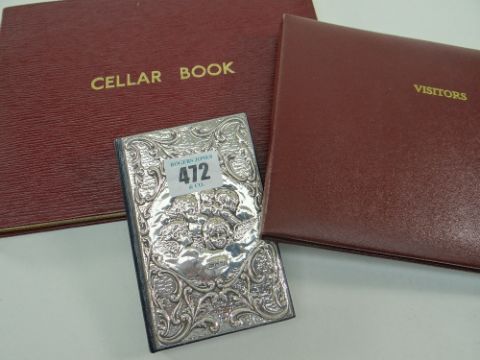 CELLAR BOOK
VISITORS
ROGERS JONES
472
& CO.